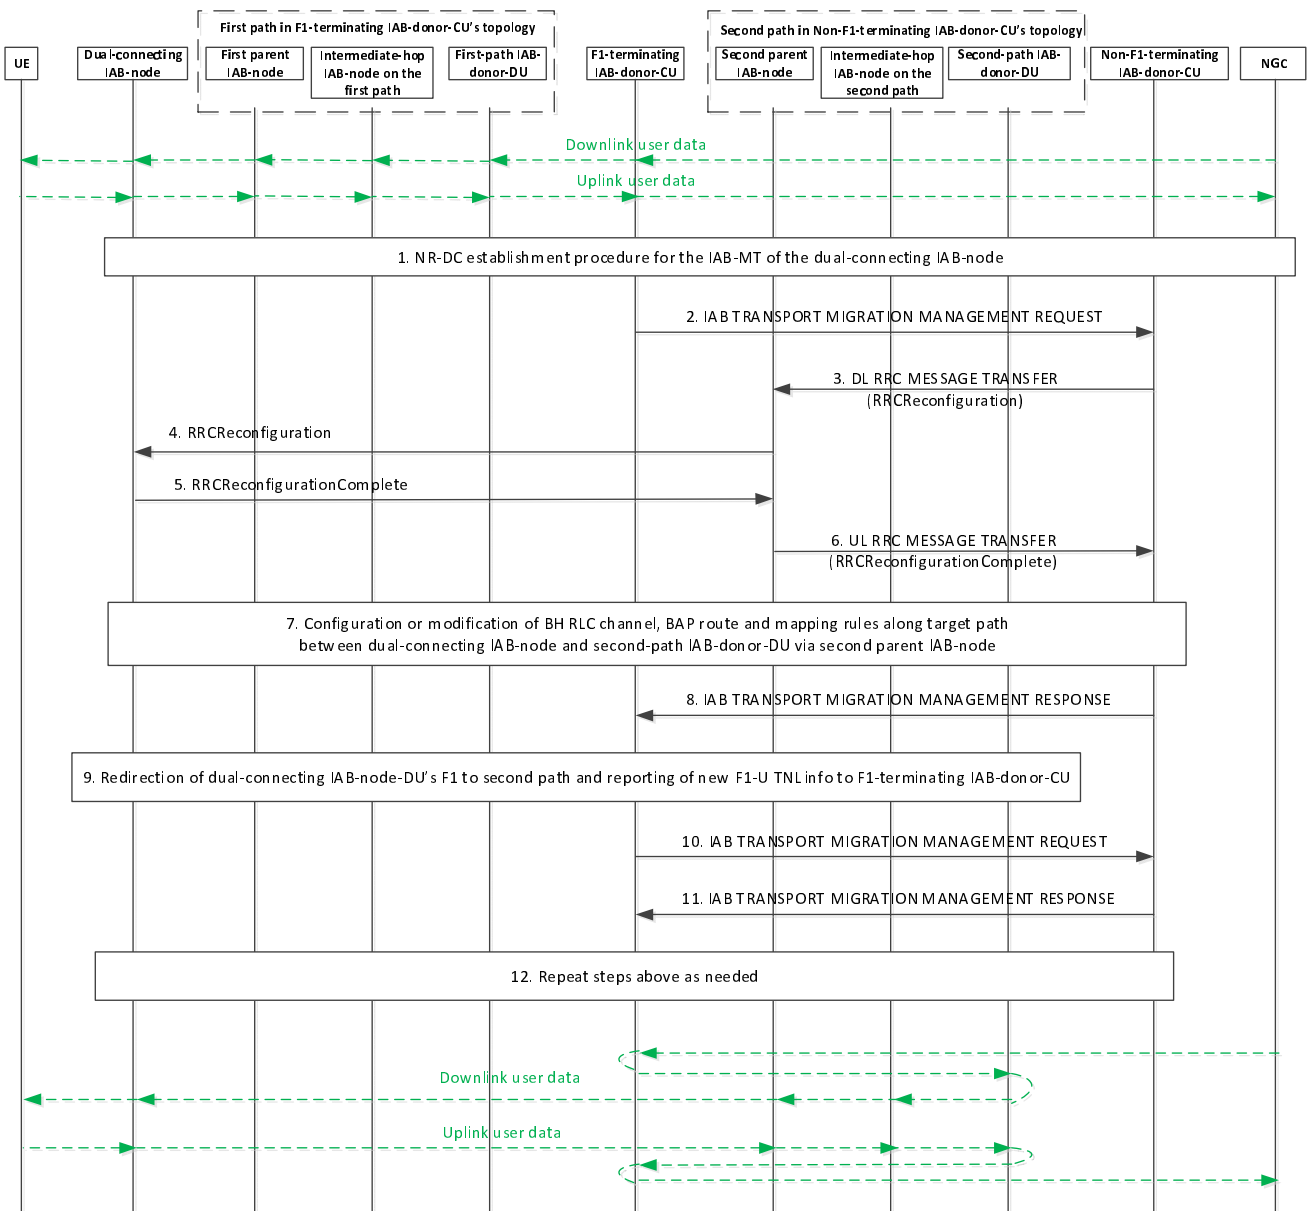 First path in F1-terminating IAB-donor-CU's topology
Second path in Non-F1-terminating IAB-donor-CU's topology
UE
Dual-connecting
IAB-node
First parent
IAB-node
Intermediate-hop
IAB-node on the
first path
First-path IAB-
donor-DU
F1-terminating
IAB-donor-CU
Second parent
IAB-node
Intermediate-hop
IAB-node on the
second path
Second-path IAB-
donor-DU
Non-F1-terminating
IAB-donor-CU
NGC
Downlink user data
Uplink user data
1. NR-DC establishment procedure for the IAB-MT of the dual-connecting IAB-node
2. IAB TRANSPORT MIGRATION MANAGEMENT REQUEST
3. DL RRC MESSAGE TRANSFER
(RRCReconfiguration)
4. RRCReconfiguration
5. RRCReconfigurationComplete
6. UL RRC MESSAGE TRANSFER
(RRCReconfigurationComplete)
7. Configuration or modification of BH RLC channel, BAP route and mapping rules along target path
between dual-connecting IAB-node and second-path IAB-donor-DU via second parent IAB-node
8. IAB TRANSPORT MIGRATION MANAGEMENT RESPONSE
9. Redirection of dual-connecting IAB-node-DU's F1 to second path and reporting of new F1-U TNL info to F1-terminating IAB-donor-CU
10. IAB TRANSPORT MIGRATION MANAGEMENT REQUEST
11. IAB TRANSPORT MIGRATION MANAGEMENT RESPONSE
12. Repeat steps above as needed
Downlink user data
Uplink user data